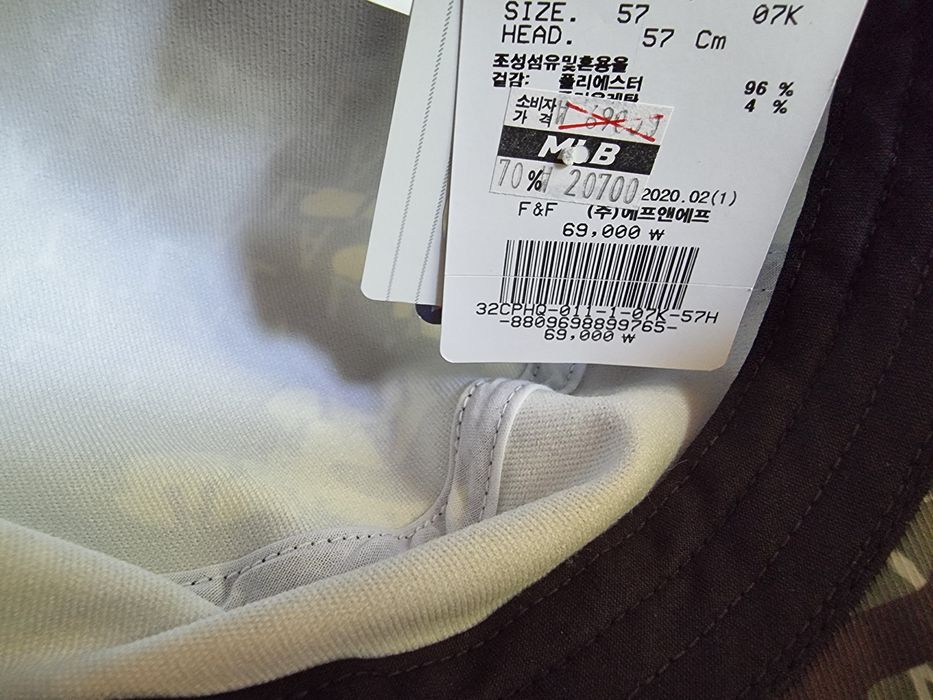 SIZE. 57 07K
HEAD. 57 Cm
조성섬유및혼용율
겉감: 폴리에스터 96 %
4 %
소비자
가 격 ₩ 69000
MLB
70% ₩ 20700
2020.02(1)
F&F (주)에프앤에프
69,000 ₩
32CPHQ-011-1-07K-57H
-8809698899765-
69,000 ₩